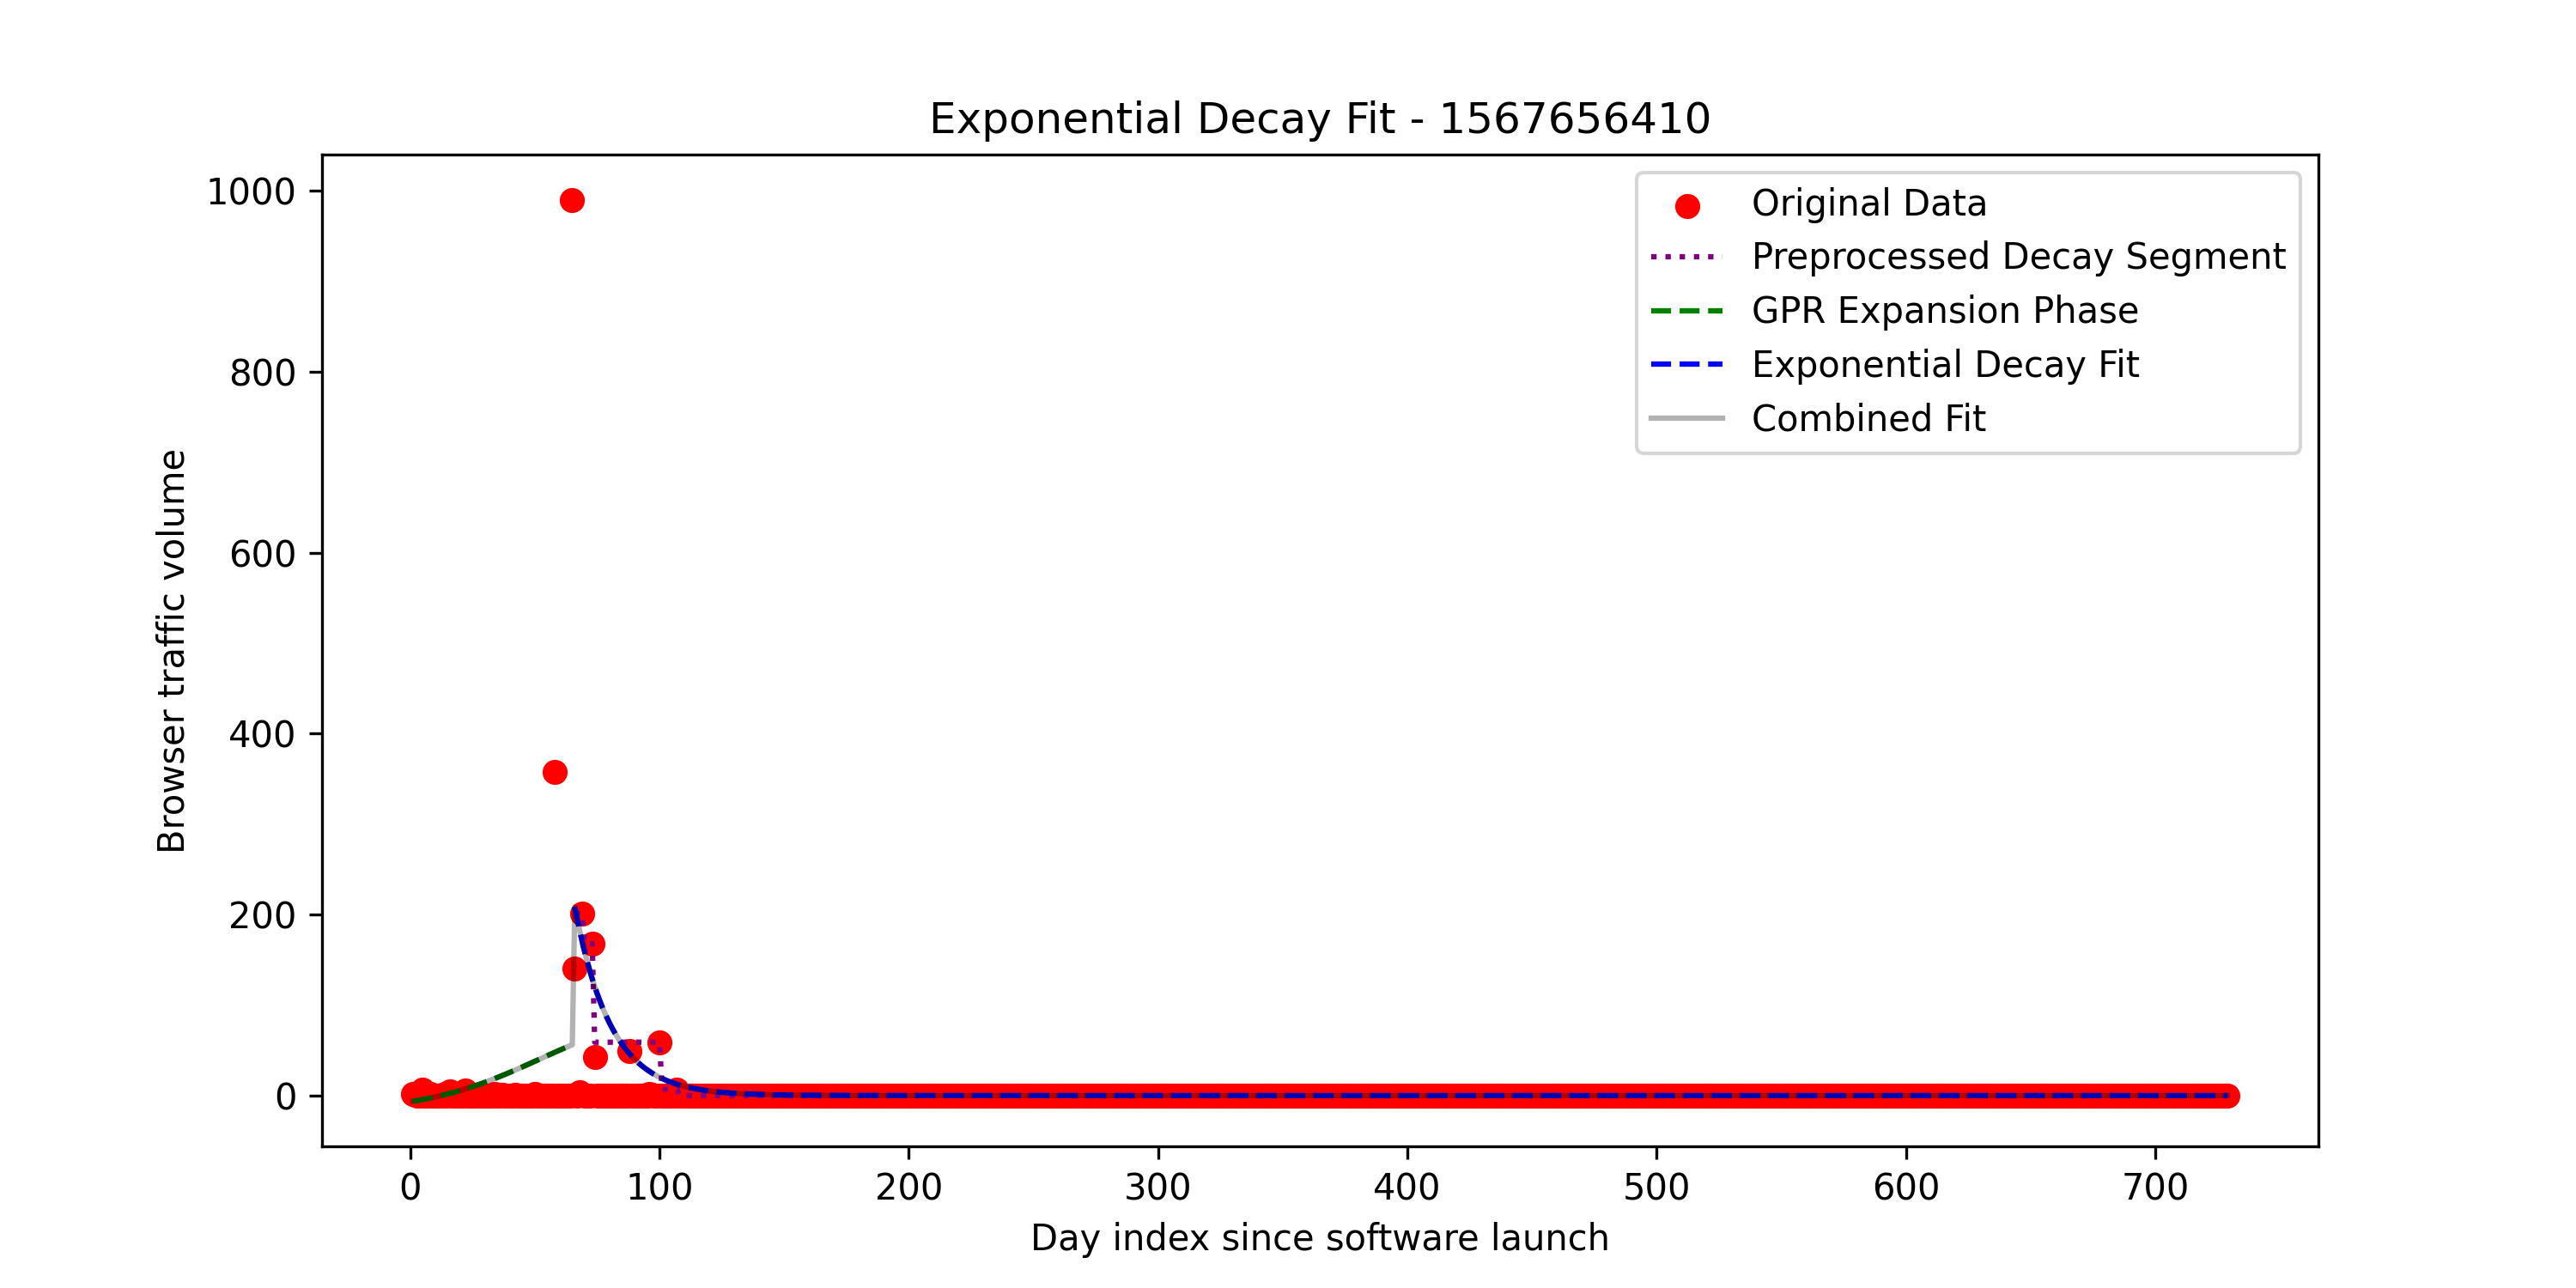 Exponential Decay Fit - 1567656410
1000
800
600
400
200
0
Browser traffic volume
Original Data
Preprocessed Decay Segment
GPR Expansion Phase
Exponential Decay Fit
Combined Fit
0 100 200 300 400 500 600 700
Day index since software launch